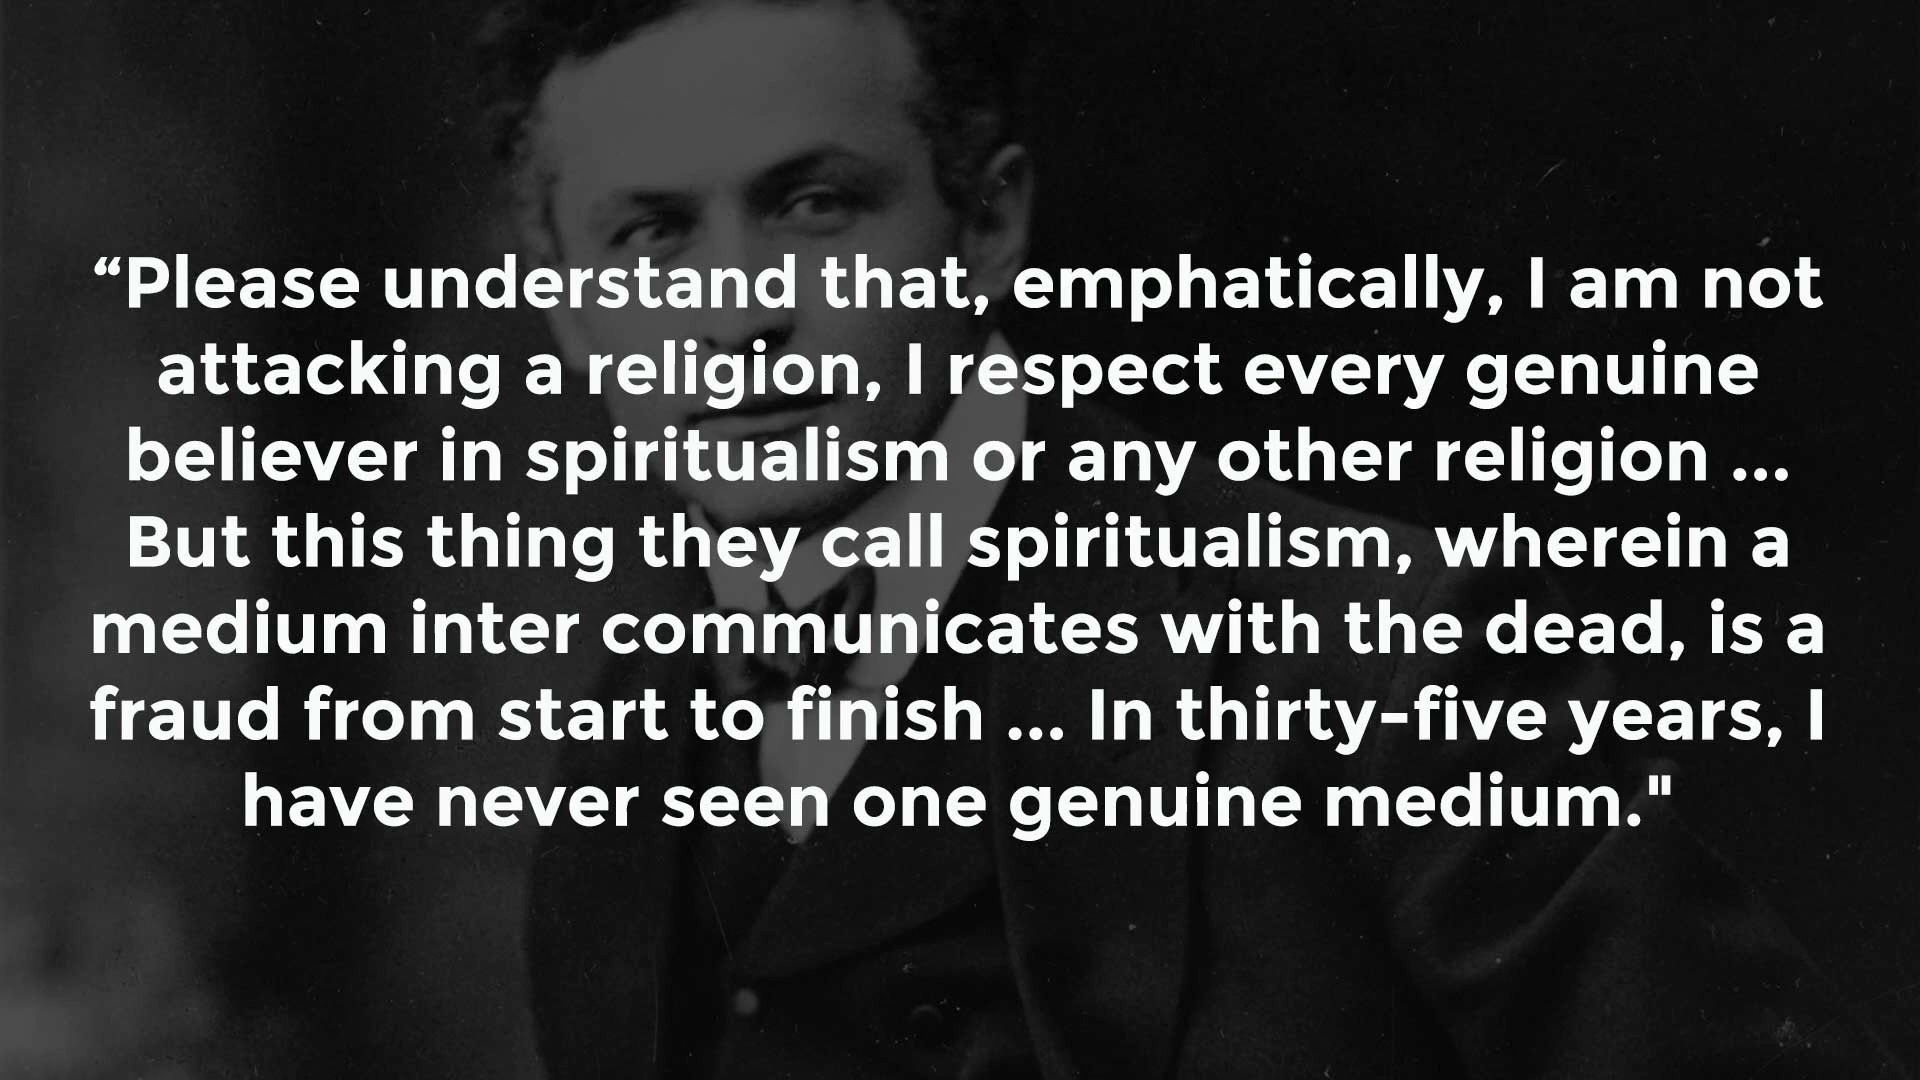 “Please understand that, emphatically, I am not
attacking a religion, I respect every genuine
believer in spiritualism or any other religion ...
But this thing they call spiritualism, wherein a
medium inter communicates with the dead, is a
fraud from start to finish ... In thirty-five years, I
have never seen one genuine medium."